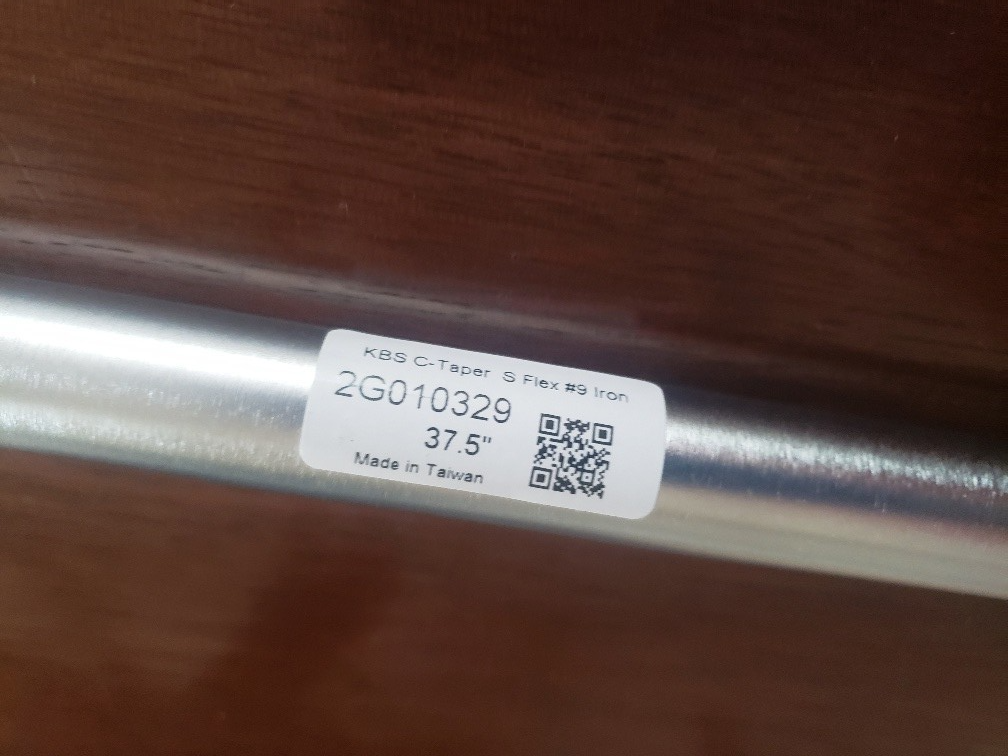 KBS C-Taper S Flex #9 Iron
2G010329
37.5"
Made in Taiwan